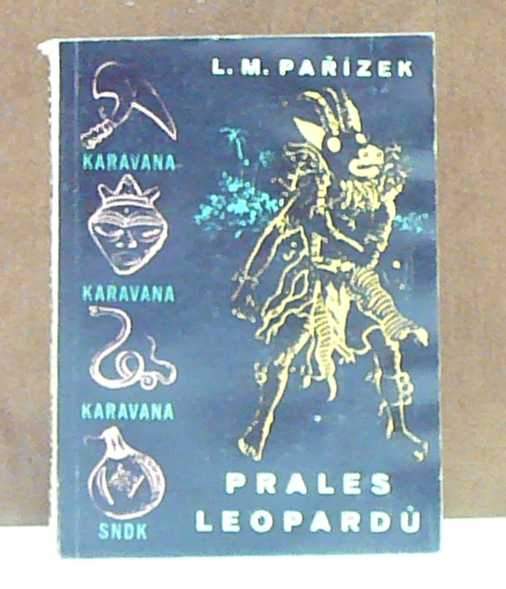 L. M. PAŘÍZEK
KARAVANA
KARAVANA
KARAVANA
SNDK
PRALES
LEOPARDŮ